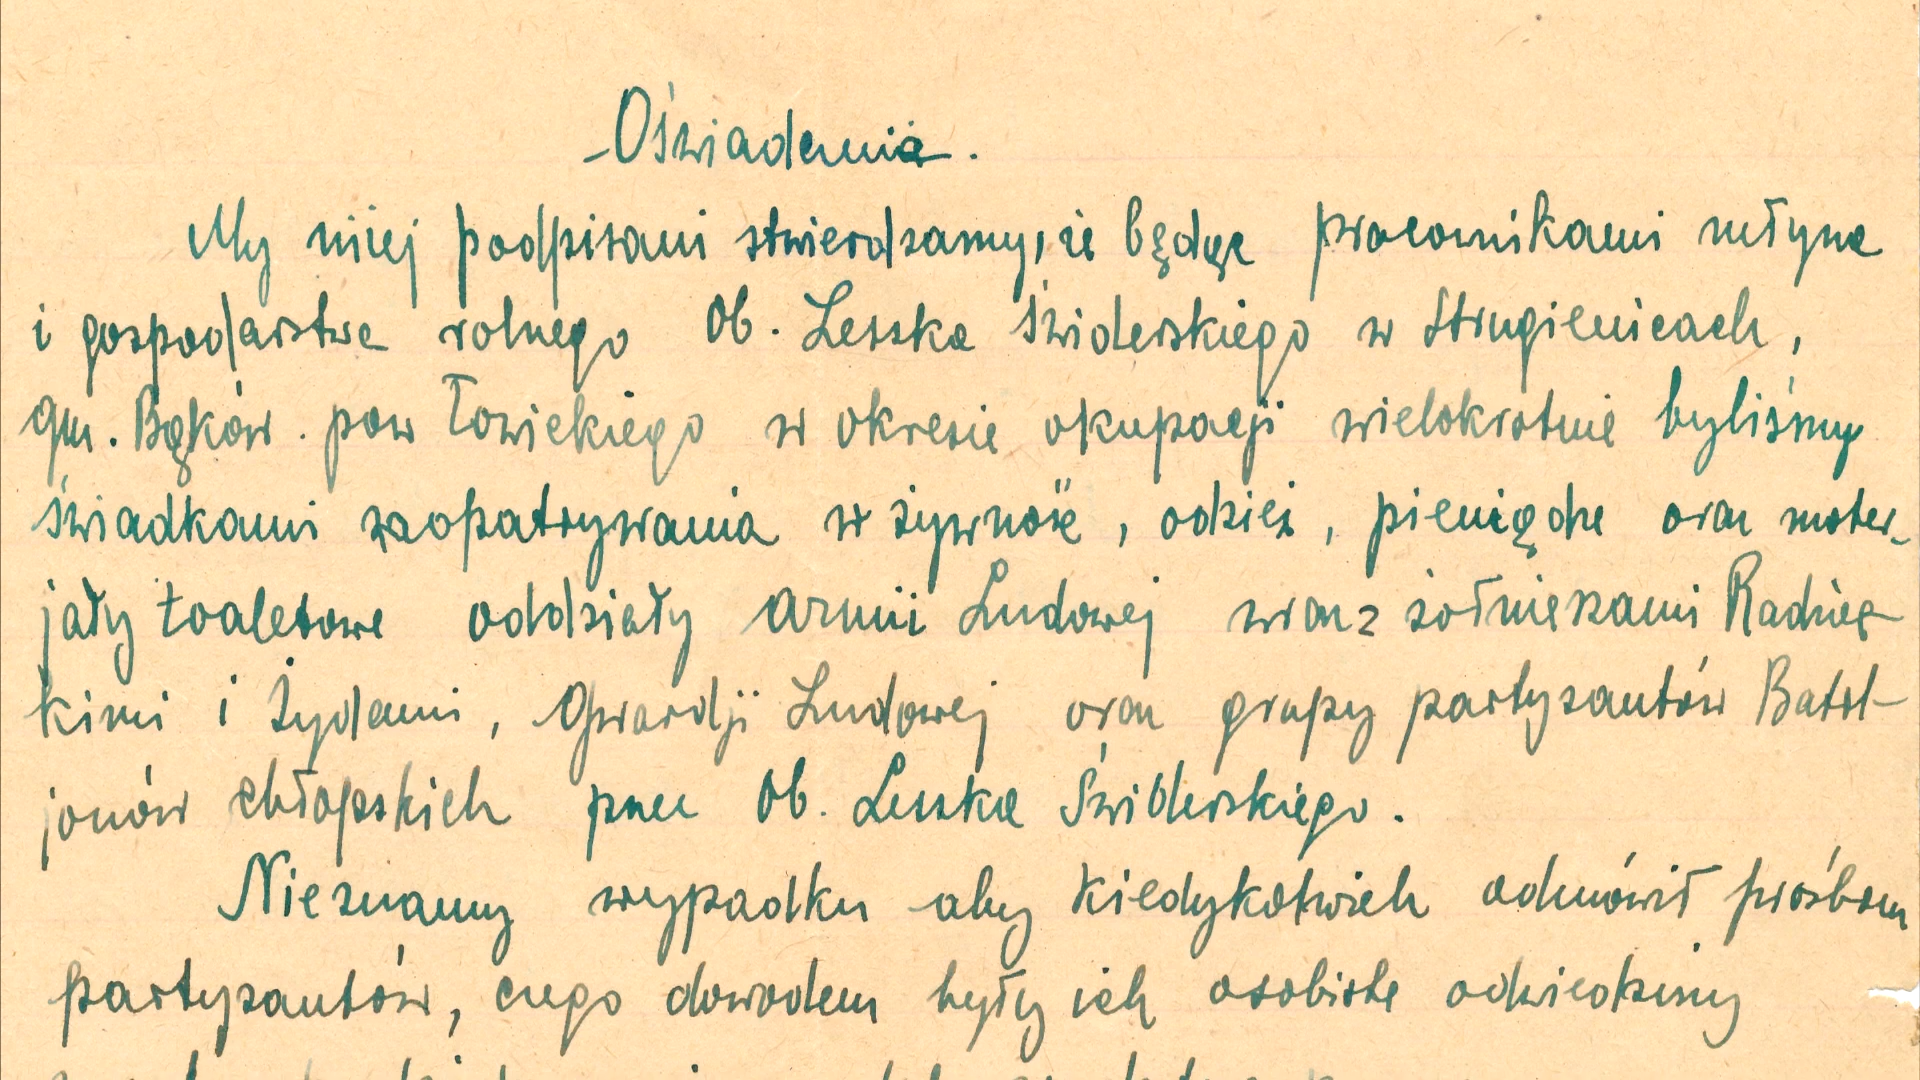 Oświadczenie.
My niżej podpisani stwierdzamy, że będąc pracownikami młyna
i gospodarstwa rolnego Ob. Leszka Świderskiego w Strugienicach,
gm. Bąków. pow Łowickiego w okresie okupacji wielokrotnie byliśmy
świadkami zaopatrywania w żywność, odzież, pieniądze oraz mater-
jały toaletowe oddziały Armii Ludowej wraz z żołnierzami Radziec-
kimi i Żydami, Gwardji Ludowej oraz grupy partyzantów Batal-
jonów chłopskich przez Ob. Leszka Świderskiego.
Nieznamy wypadku aby kiedykolwiek odmówił prośbom
partyzantów, czego dowodem były ich osobiste odwiedziny